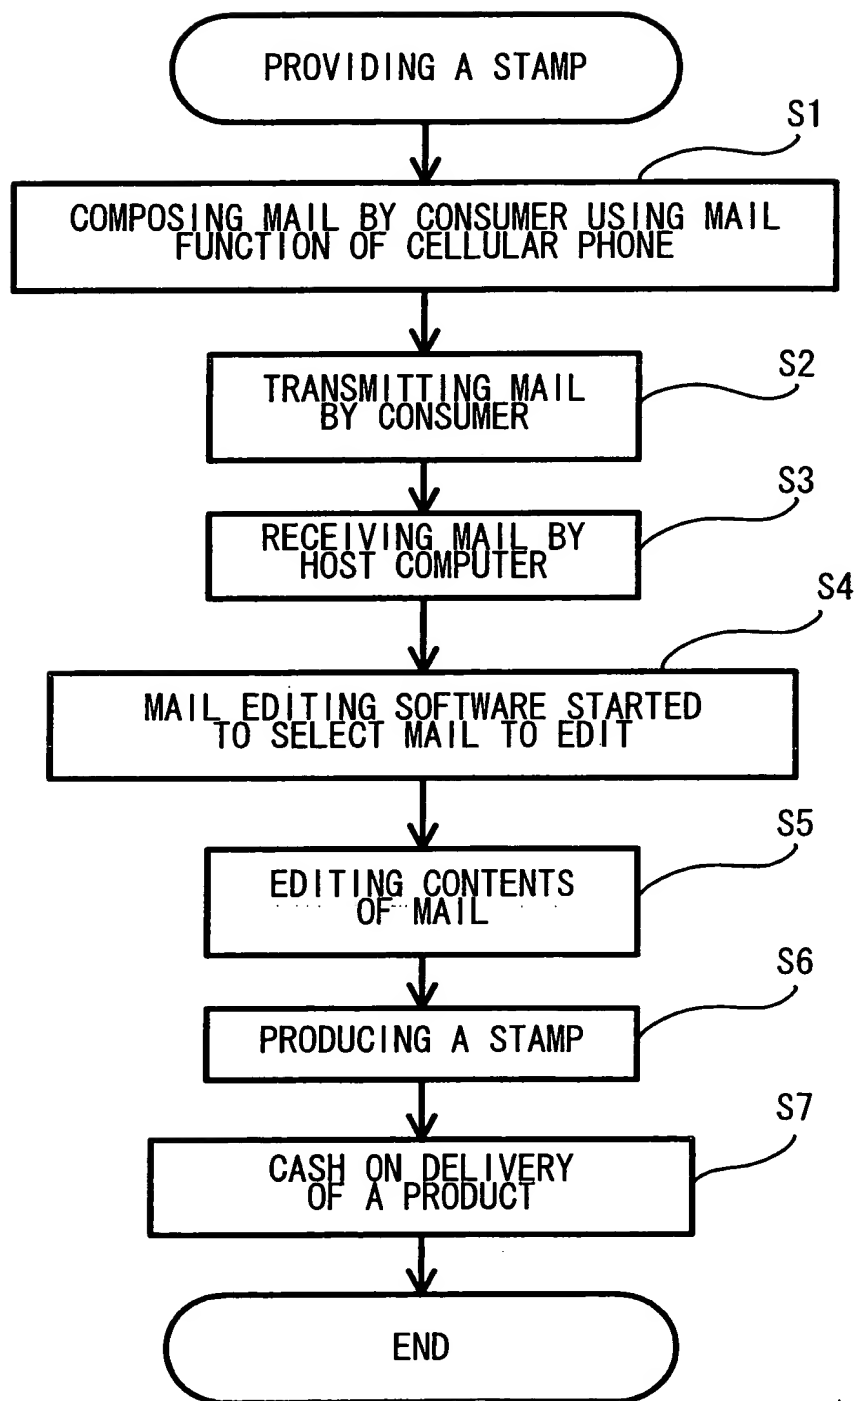 PROVIDING A STAMP
S1
COMPOSING MAIL BY CONSUMER USING MAIL
FUNCTION OF CELLULAR PHONE
S2
TRANSMITTING MAIL
BY CONSUMER
S3
RECEIVING MAIL BY
HOST COMPUTER
S4
MAIL EDITING SOFTWARE STARTED
TO SELECT MAIL TO EDIT
S5
EDITING CONTENTS
OF MAIL
S6
PRODUCING A STAMP
S7
CASH ON DELIVERY
OF A PRODUCT
END